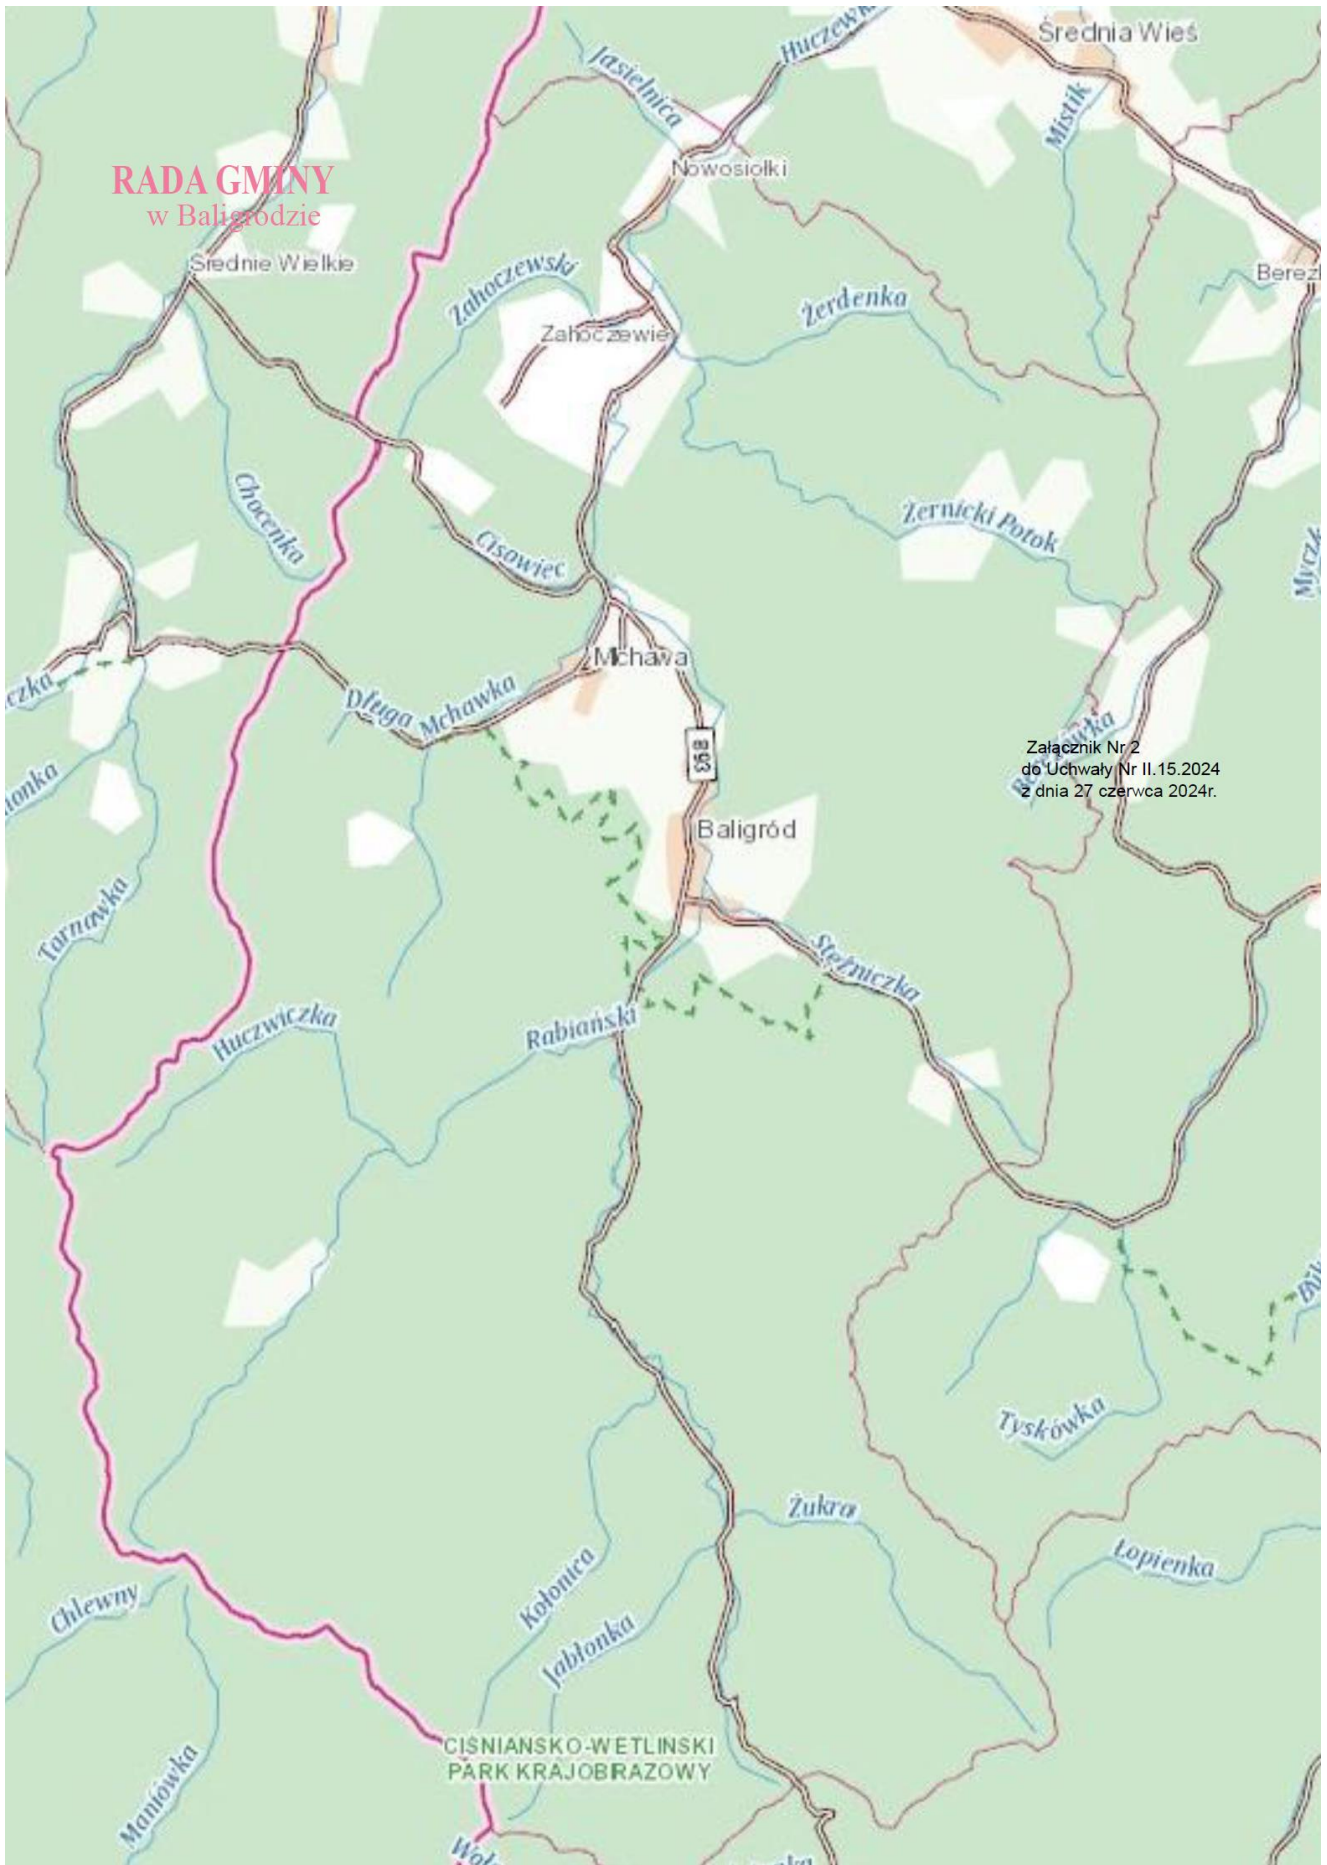 Średnia Wieś
Huczewka
Jasielnica
Mistik
Nowosiołki
RADA GMINY
w Baligrodzie
Średnie Wielkie
Zahoczewski
Żerdenka
Zahoczewie
Choceńka
Cisowiec
Żernicki Potok
Mchawa
Długa
Mchawka
893
Załącznik Nr 2
do Uchwały Nr II.15.2024
z dnia 27 czerwca 2024r.
Baligród
Tarnawka
Stężniczka
Huczwiczka
Rabiański
Tyskówka
Żukra
Łopienka
Kołonica
Chlewny
Jabłonka
CIŚNIAŃSKO-WETLIŃSKI
PARK KRAJOBRAZOWY
Maniówka